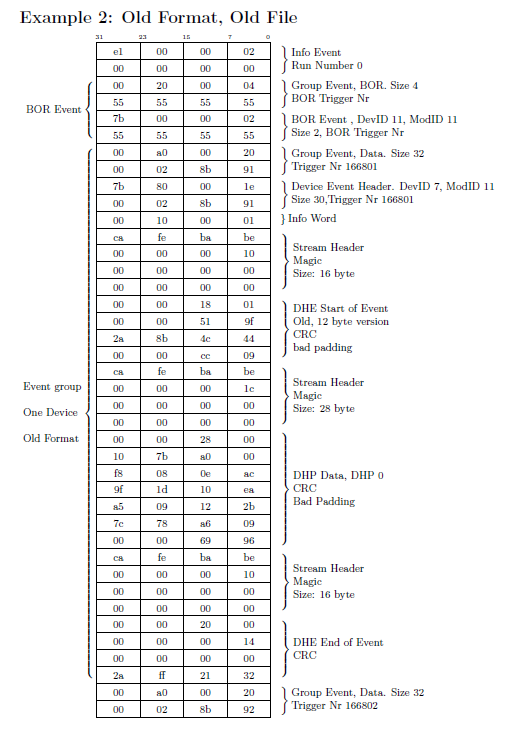 Example 2: Old Format, Old File
31 23 15 7 0
e1 00 00 02
00 00 00 00
00 20 00 04
55 55 55 55
7b 00 00 02
55 55 55 55
00 a0 00 20
00 02 8b 91
7b 80 00 1e
00 02 8b 91
00 10 00 01
ca fe ba be
00 00 00 10
00 00 00 00
00 00 00 00
00 00 18 01
00 00 51 9f
2a 8b 4c 44
00 00 cc 09
ca fe ba be
00 00 00 1c
00 00 00 00
00 00 00 00
00 00 28 00
10 7b a0 00
f8 08 0e ac
9f 1d 10 ea
a5 09 12 2b
7c 78 a6 09
00 00 69 96
ca fe ba be
00 00 00 10
00 00 00 00
00 00 00 00
00 00 20 00
00 00 00 14
00 00 00 00
2a ff 21 32
00 a0 00 20
00 02 8b 92
BOR Event
Event group
One Device
Old Format
Info Event
Run Number 0
Group Event, BOR. Size 4
BOR Trigger Nr
BOR Event , DevID 11, ModID 11
Size 2, BOR Trigger Nr
Group Event, Data. Size 32
Trigger Nr 166801
Device Event Header. DevID 7, ModID 11
Size 30,Trigger Nr 166801
Info Word
Stream Header
Magic
Size: 16 byte
DHE Start of Event
Old, 12 byte version
CRC
bad padding
Stream Header
Magic
Size: 28 byte
DHP Data, DHP 0
CRC
Bad Padding
Stream Header
Magic
Size: 16 byte
DHE End of Event
CRC
Group Event, Data. Size 32
Trigger Nr 166802